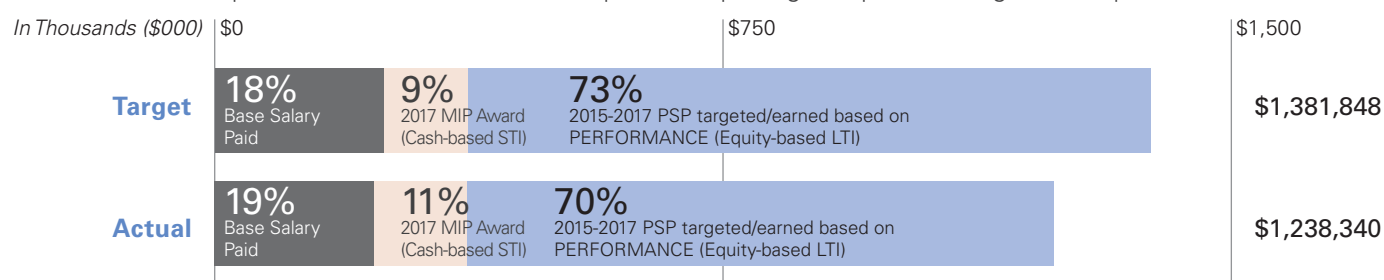 In Thousands ($000) $0 $750 $1,500
Target
18%
Base Salary
Paid
9%
2017 MIP Award
(Cash-based STI)
73%
2015-2017 PSP targeted/earned based on
PERFORMANCE (Equity-based LTI)
$1,381,848
Actual
19%
Base Salary
Paid
11%
2017 MIP Award
(Cash-based STI)
70%
2015-2017 PSP targeted/earned based on
PERFORMANCE (Equity-based LTI)
$1,238,340